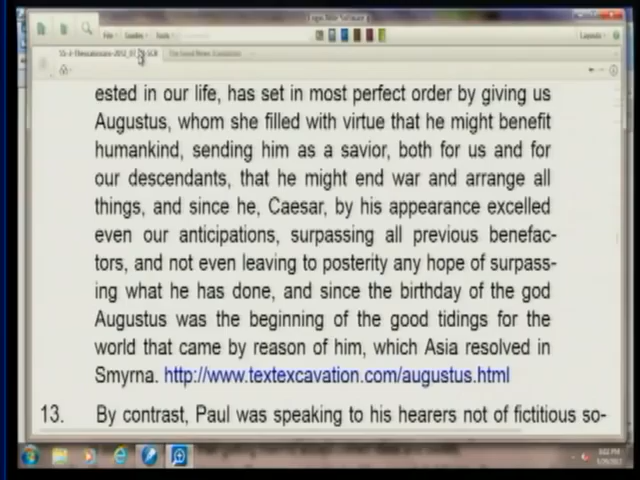 File
Guides
Tools
Layouts
ested in our life, has set in most perfect order by giving us
Augustus, whom she filled with virtue that he might benefit
humankind, sending him as a savior, both for us and for
our descendants, that he might end war and arrange all
things, and since he, Caesar, by his appearance excelled
even our anticipations, surpassing all previous benefac-
tors, and not even leaving to posterity any hope of surpass-
ing what he has done, and since the birthday of the god
Augustus was the beginning of the good tidings for the
world that came by reason of him, which Asia resolved in
Smyrna. http://www.textexcavation.com/augustus.html
13. By contrast, Paul was speaking to his hearers not of fictitious so-